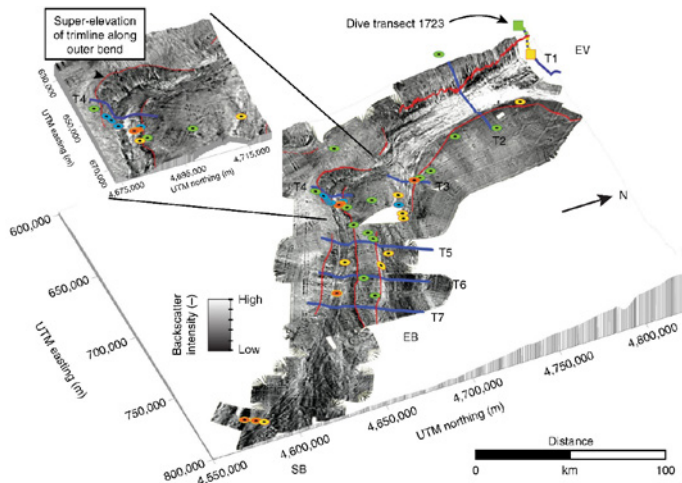 Super-elevation
of trimline along
outer bend
Dive transect 1723
T1
EV
T4
600,000
650,000
670,000
UTM easting (m)
4,675,000
4,695,000
4,715,000
UTM northing (m)
T2
T3
T4
N
T5
T6
T7
EB
SB
600,000
650,000
700,000
750,000
800,000
UTM easting (m)
Backscatter
intensity (–)
High
Low
4,550,000
4,600,000
4,650,000
4,700,000
4,750,000
4,800,000
UTM northing (m)
Distance
0
km
100